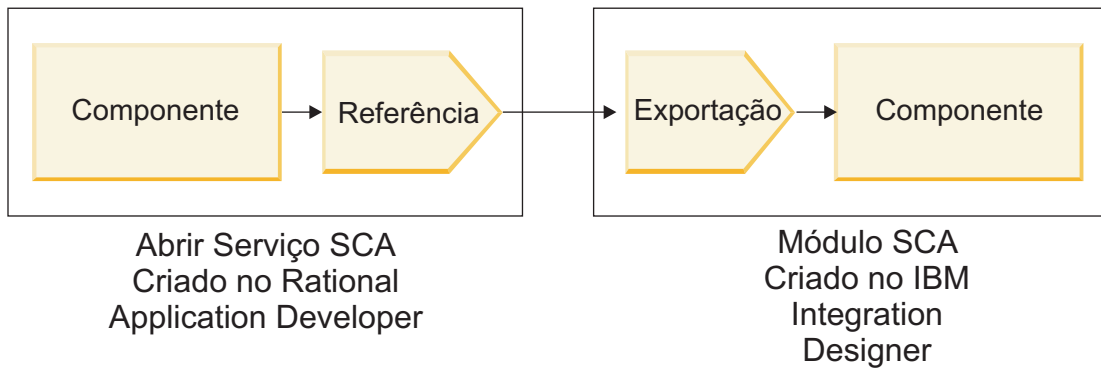 Componente
Referência
Exportação
Componente
Abrir Serviço SCA
Criado no Rational
Application Developer
Módulo SCA
Criado no IBM
Integration
Designer